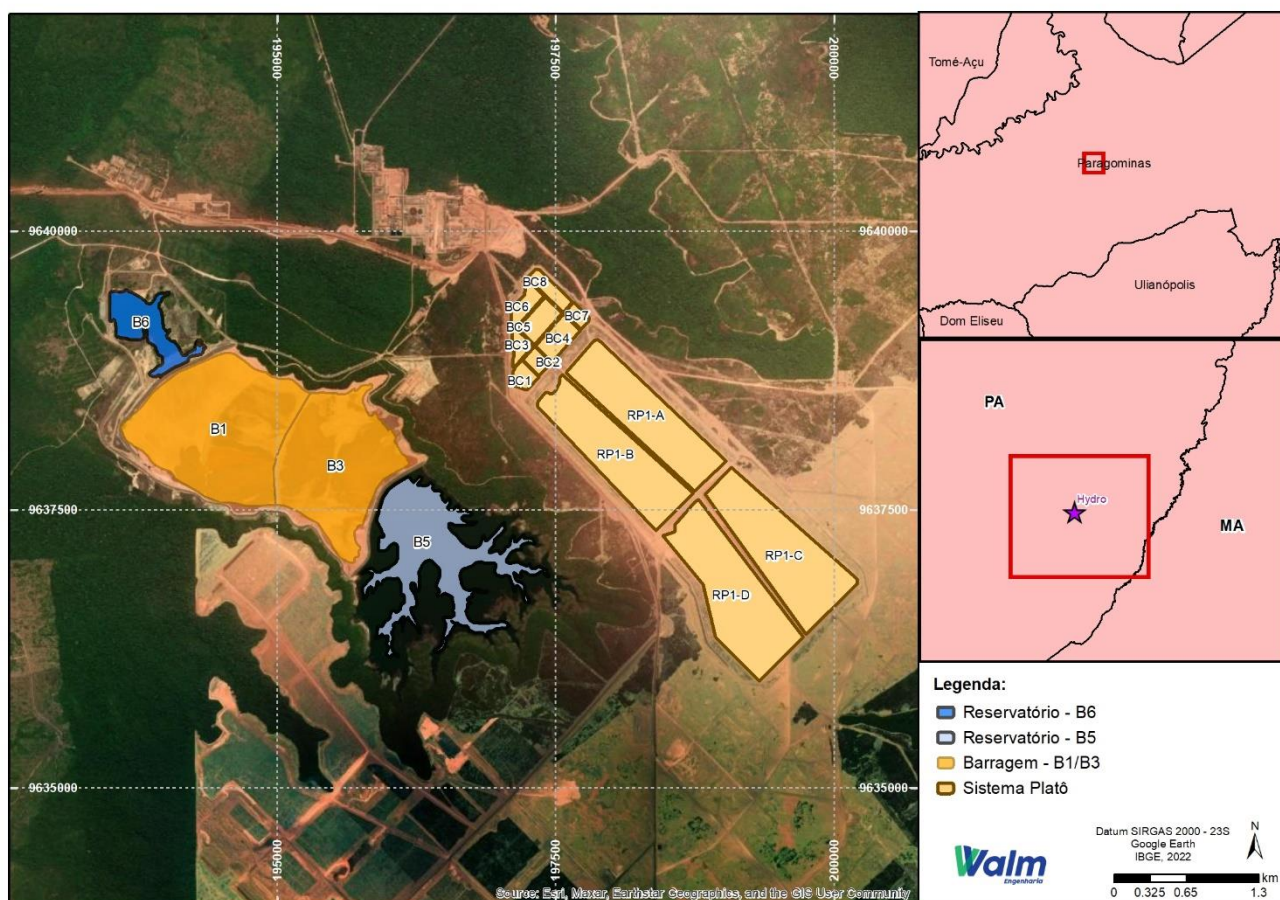 195000
197500
200000
9640000
9640000
BC8
BC6
BC7
BC5
BC4
BC3
BC2
BC1
B6
RP1-A
B1
RP1-B
B3
9637500
9637500
B5
RP1-C
RP1-D
9635000
9635000
195000
197500
200000
Source: Esri, Maxar, Earthstar Geographics, and the GIS User Community
Tomé-Açu
Paragominas
Ulianópolis
Dom Eliseu
PA
Hydro
MA
Legenda:
Reservatório - B6
Reservatório - B5
Barragem - B1/B3
Sistema Platô
Walm
Engenharia
Datum SIRGAS 2000 - 23S
Google Earth
IBGE, 2022
N
km
0 0.325 0.65 1.3